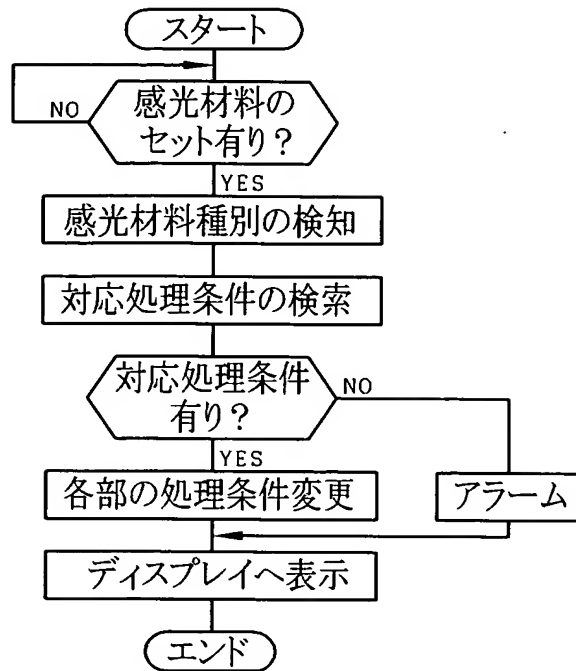 スタート
感光材料の
セット有り?
NO
YES
感光材料種別の検知
対応処理条件の検索
対応処理条件
有り?
NO
YES
各部の処理条件変更
アラーム
ディスプレイへ表示
エンド